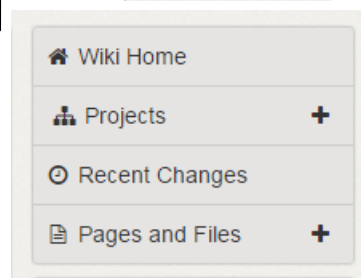 Wiki Home
Projects +
Recent Changes
Pages and Files +